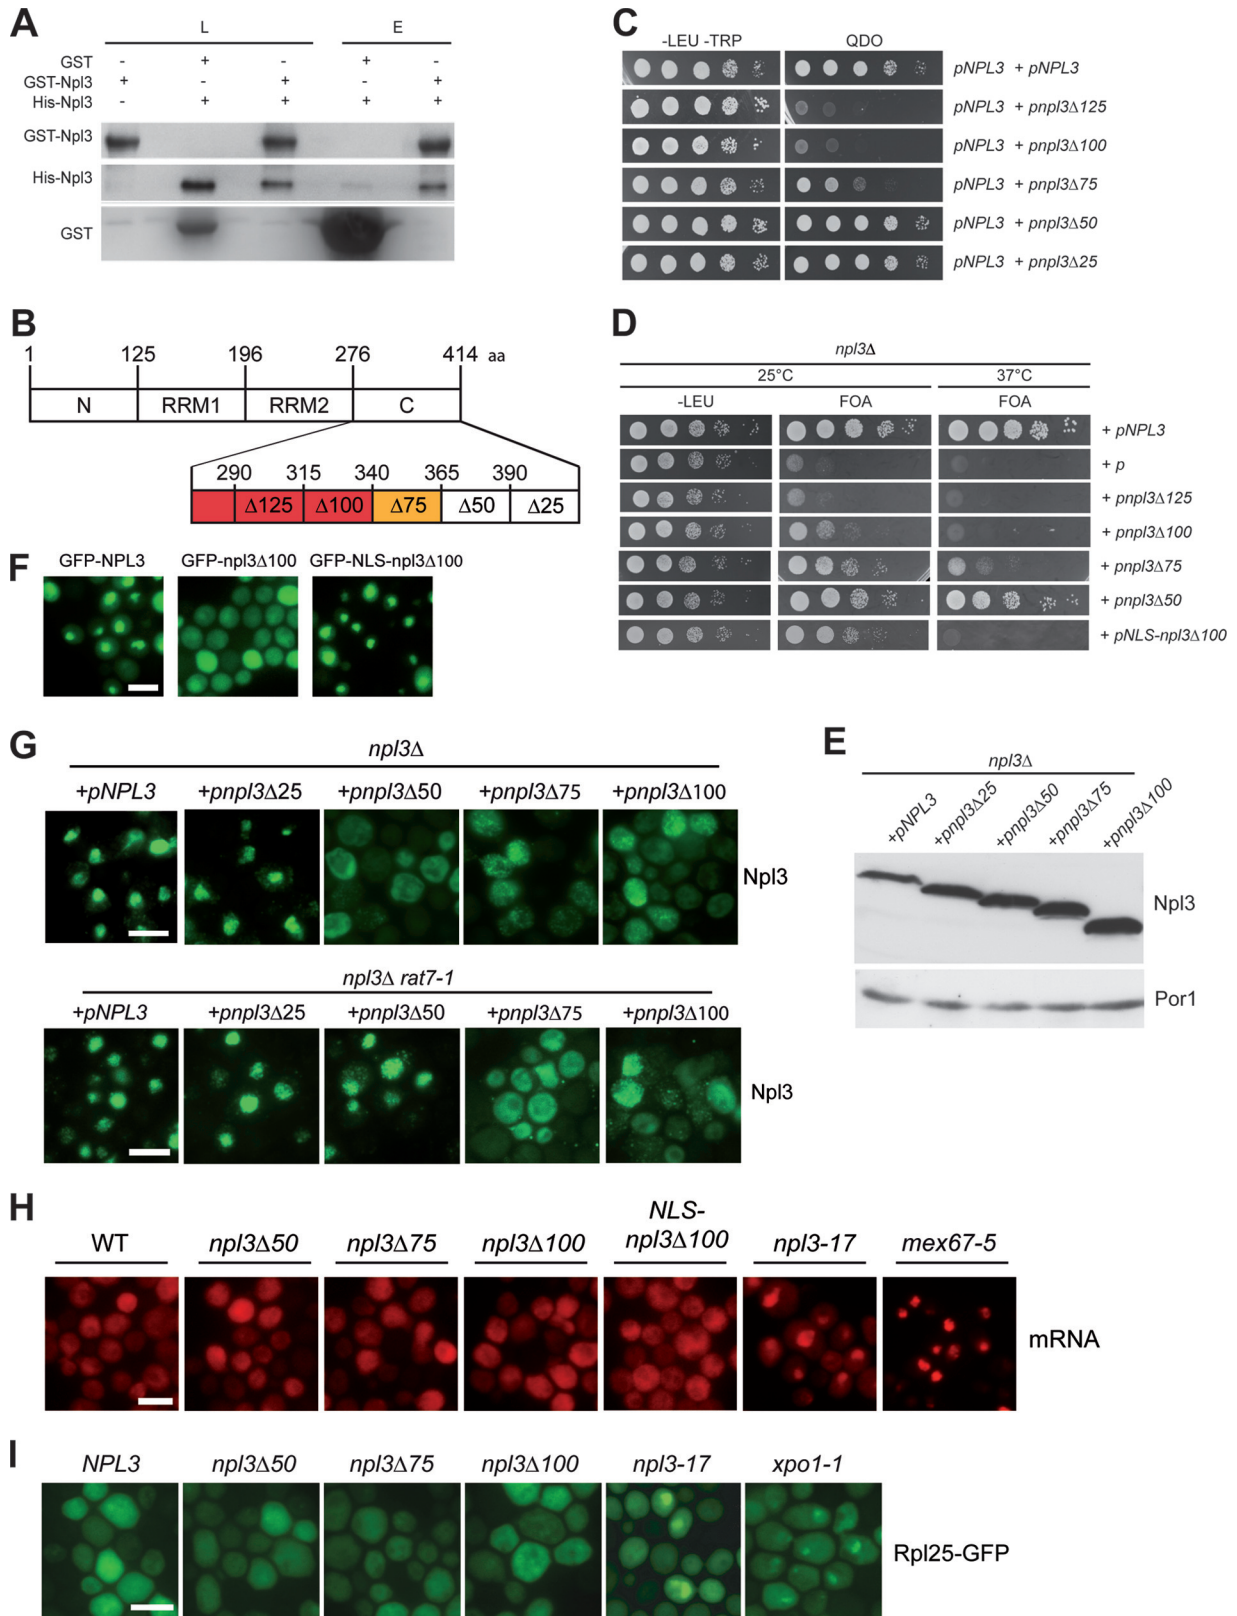 A
L E
GST - + - + -
GST-Npl3 + - + - +
His-Npl3 - + + + +
GST-Npl3
His-Npl3
GST
B
1 125 196 276 414 aa
N RRM1 RRM2 C
290 315 340 365 390
Δ125 Δ100 Δ75 Δ50 Δ25
C
-LEU -TRP QDO
pNPL3 + pNPL3
pNPL3 + pnpl3Δ125
pNPL3 + pnpl3Δ100
pNPL3 + pnpl3Δ75
pNPL3 + pnpl3Δ50
pNPL3 + pnpl3Δ25
D
npl3Δ
25°C 37°C
-LEU FOA FOA
+ pNPL3
+ p
+ pnpl3Δ125
+ pnpl3Δ100
+ pnpl3Δ75
+ pnpl3Δ50
+ pNLS-npl3Δ100
F
GFP-NPL3 GFP-npl3Δ100 GFP-NLS-npl3Δ100
G
npl3Δ
+pNPL3 +pnpl3Δ25 +pnpl3Δ50 +pnpl3Δ75 +pnpl3Δ100
Npl3
npl3Δ rat7-1
+pNPL3 +pnpl3Δ25 +pnpl3Δ50 +pnpl3Δ75 +pnpl3Δ100
Npl3
E
npl3Δ
+pNPL3 +pnpl3Δ25 +pnpl3Δ50 +pnpl3Δ75 +pnpl3Δ100
Npl3
Por1
H
WT npl3Δ50 npl3Δ75 npl3Δ100 NLS-npl3Δ100 npl3-17 mex67-5
mRNA
I
NPL3 npl3Δ50 npl3Δ75 npl3Δ100 npl3-17 xpo1-1
Rpl25-GFP